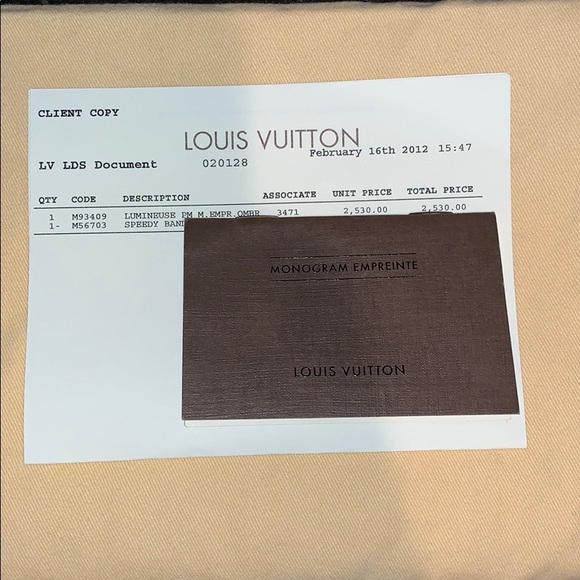 CLIENT COPY
LOUIS VUITTON
February 16th 2012 15:47
LV LDS Document 020128
QTY CODE DESCRIPTION ASSOCIATE UNIT PRICE TOTAL PRICE
1 M93409 LUMINEUSE PM M.EMPR.OMBR 3471 2,530.00 2,530.00
1- M56703 SPEEDY
MONOGRAM EMPREINTE
LOUIS VUITTON